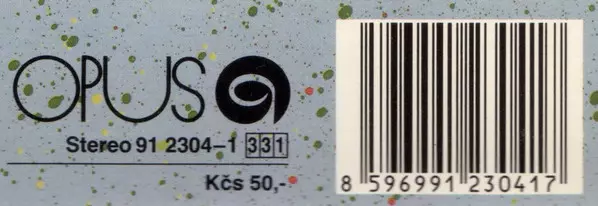 OPUS
Stereo 91 2304–1 331
Kčs 50,-
8 596991 230417